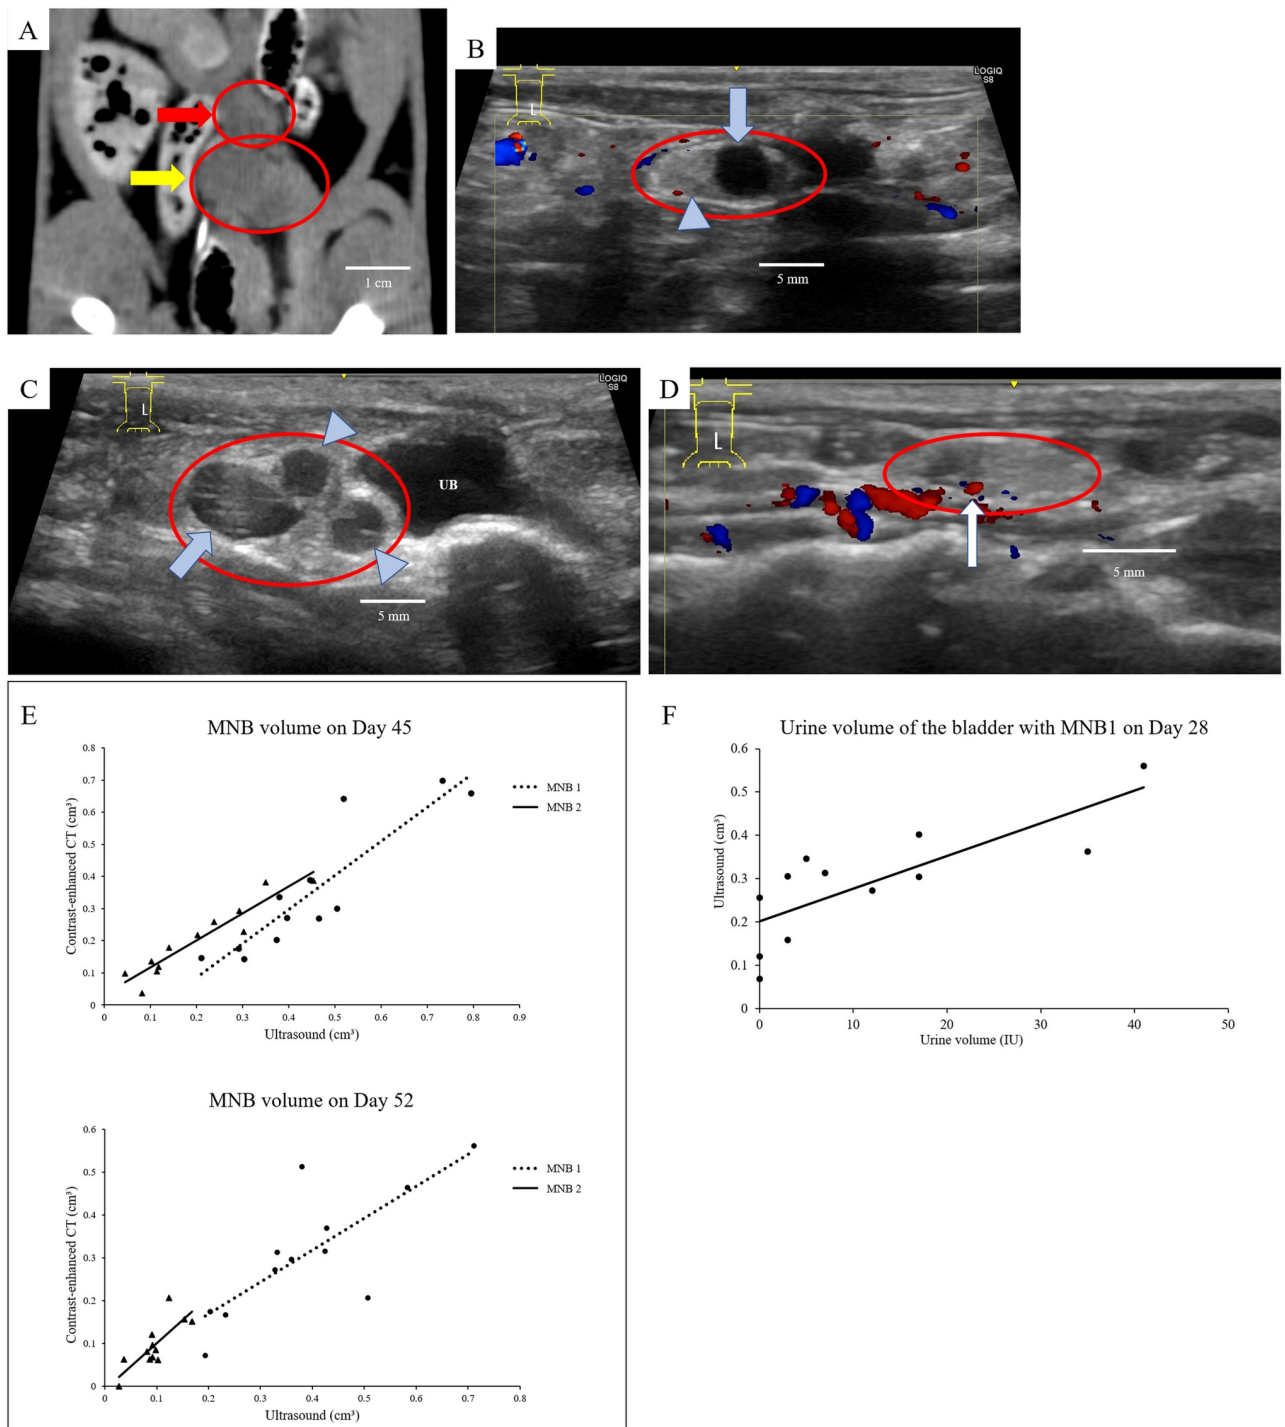 A
1 cm
B
LOGIQ
S8
L
5 mm
C
LOGIQ
S8
L
UB
5 mm
D
L
5 mm
E
MNB volume on Day 45
Contrast-enhanced CT (cm³)
0.8
0.7
0.6
0.5
0.4
0.3
0.2
0.1
0
0.1 0.2 0.3 0.4 0.5 0.6 0.7 0.8 0.9
Ultrasound (cm³)
MNB 1
MNB 2
MNB volume on Day 52
Contrast-enhanced CT (cm³)
0.6
0.5
0.4
0.3
0.2
0.1
0
0 0.1 0.2 0.3 0.4 0.5 0.6 0.7 0.8
Ultrasound (cm³)
MNB 1
MNB 2
F
Urine volume of the bladder with MNB1 on Day 28
Ultrasound (cm³)
0.6
0.5
0.4
0.3
0.2
0.1
0
0 10 20 30 40 50
Urine volume (IU)